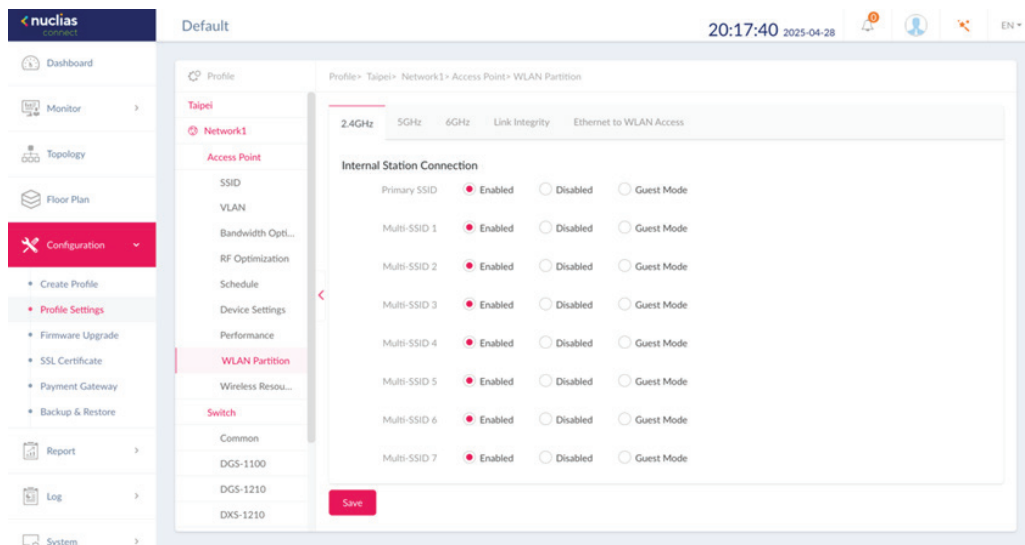 nuclias
connect
Default
20:17:40 2025-04-28
0
EN
Dashboard
Monitor
Topology
Floor Plan
Configuration
Create Profile
Profile Settings
Firmware Upgrade
SSL Certificate
Payment Gateway
Backup & Restore
Report
Log
System
Profile
Taipei
Network1
Access Point
SSID
VLAN
Bandwidth Opti...
RF Optimization
Schedule
Device Settings
Performance
WLAN Partition
Wireless Resou...
Switch
Common
DGS-1100
DGS-1210
DXS-1210
Profile> Taipei> Network1> Access Point> WLAN Partition
2.4GHz 5GHz 6GHz Link Integrity Ethernet to WLAN Access
Internal Station Connection
Primary SSID Enabled Disabled Guest Mode
Multi-SSID 1 Enabled Disabled Guest Mode
Multi-SSID 2 Enabled Disabled Guest Mode
Multi-SSID 3 Enabled Disabled Guest Mode
Multi-SSID 4 Enabled Disabled Guest Mode
Multi-SSID 5 Enabled Disabled Guest Mode
Multi-SSID 6 Enabled Disabled Guest Mode
Multi-SSID 7 Enabled Disabled Guest Mode
Save